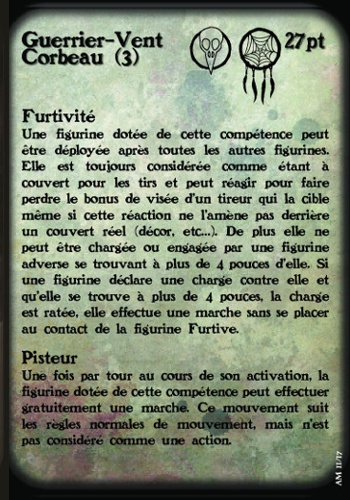 Guerrier-Vent
Corbeau (3)
27pt
Furtivité
Une figurine dotée de cette compétence peut
être déployée après toutes les autres figurines.
Elle est toujours considérée comme étant à
couvert pour les tirs et peut réagir pour faire
perdre le bonus de visée d'un tireur qui la cible
même si cette réaction ne l'amène pas derrière
un couvert réel (décor, etc...). De plus elle ne
peut être chargée ou engagée par une figurine
adverse se trouvant à plus de 4 pouces d'elle. Si
une figurine déclare une charge contre elle et
qu'elle se trouve à plus de 4 pouces, la charge
est ratée, elle effectue une marche sans se placer
au contact de la figurine Furtive.
Pisteur
Une fois par tour au cours de son activation, la
figurine dotée de cette compétence peut effectuer
gratuitement une marche. Ce mouvement suit
les règles normales de mouvement, mais n'est
pas considéré comme une action.
AM 11/17